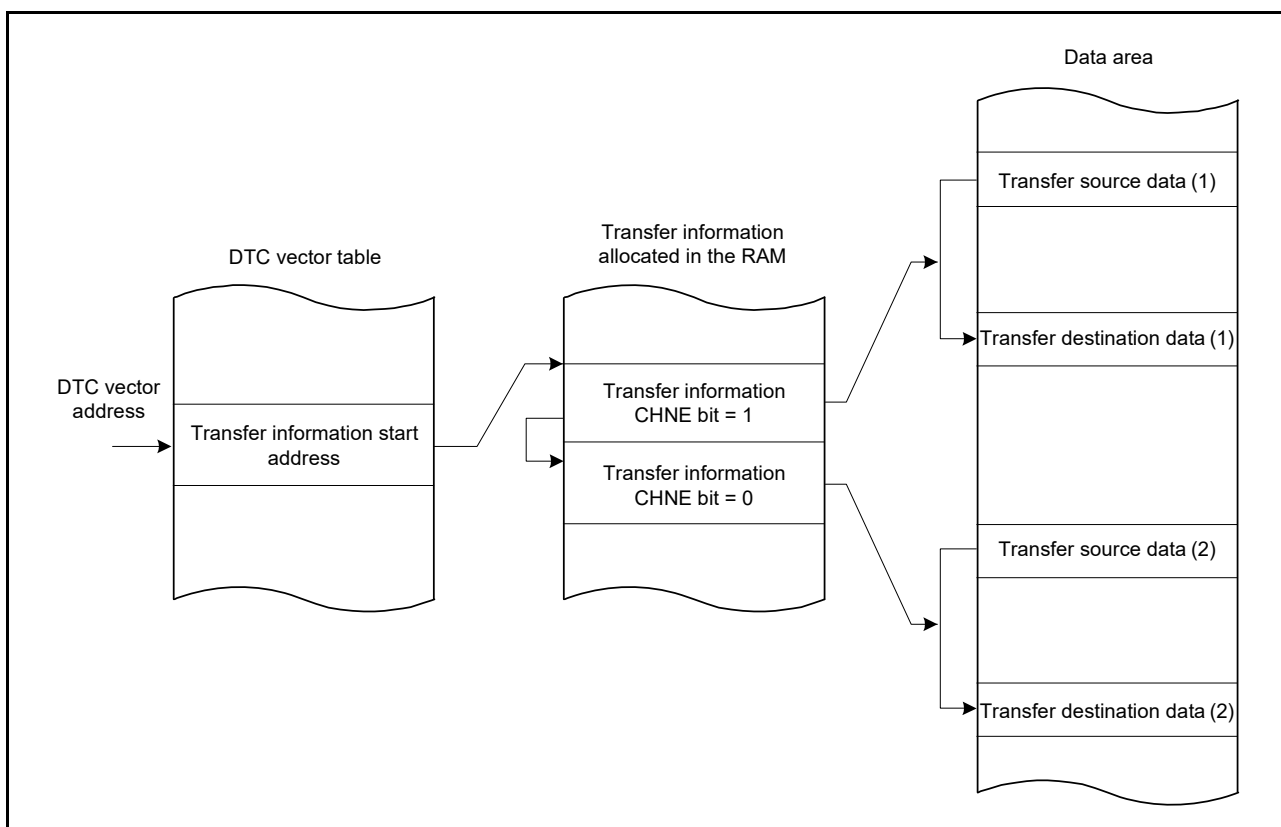 Data area
Transfer source data (1)
Transfer information
allocated in the RAM
DTC vector table
Transfer destination data (1)
DTC vector
address
Transfer information
CHNE bit = 1
Transfer information start
address
Transfer information
CHNE bit = 0
Transfer source data (2)
Transfer destination data (2)